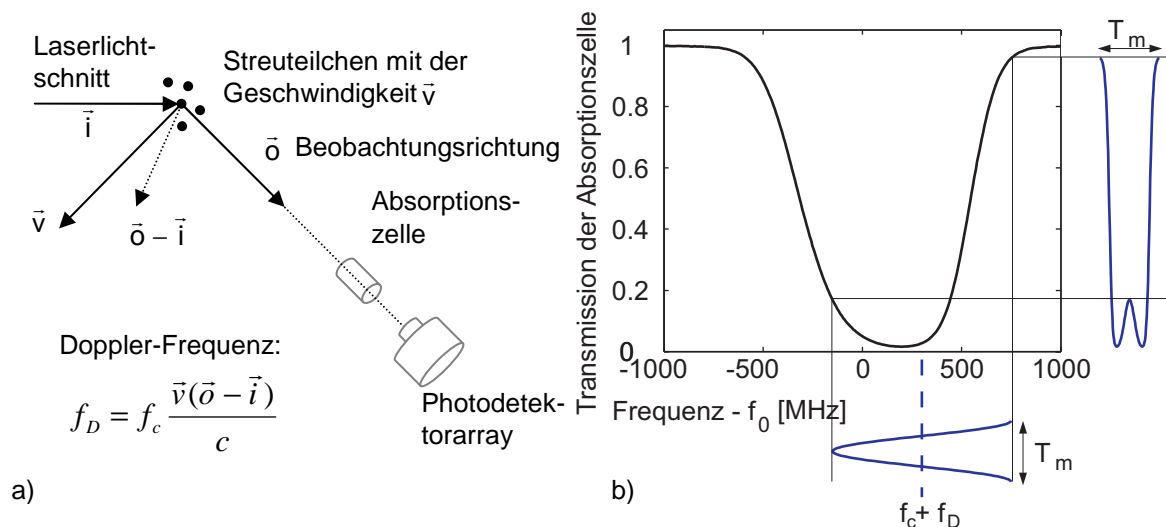 Laserlicht-
schnitt
Streuteilchen mit der
Geschwindigkeit v⃗
i⃗
o⃗ Beobachtungsrichtung
v⃗
o⃗ – i⃗
Absorptions-
zelle
Doppler-Frequenz:
f_D = f_c v⃗(o⃗ – i⃗) / c
Photodetek-
torarray
a)
Transmission der Absorptionszelle
1
0.8
0.6
0.4
0.2
0
-1000 -500 0 500 1000
Frequenz - f_0 [MHz]
T_m
T_m
f_c + f_D
b)